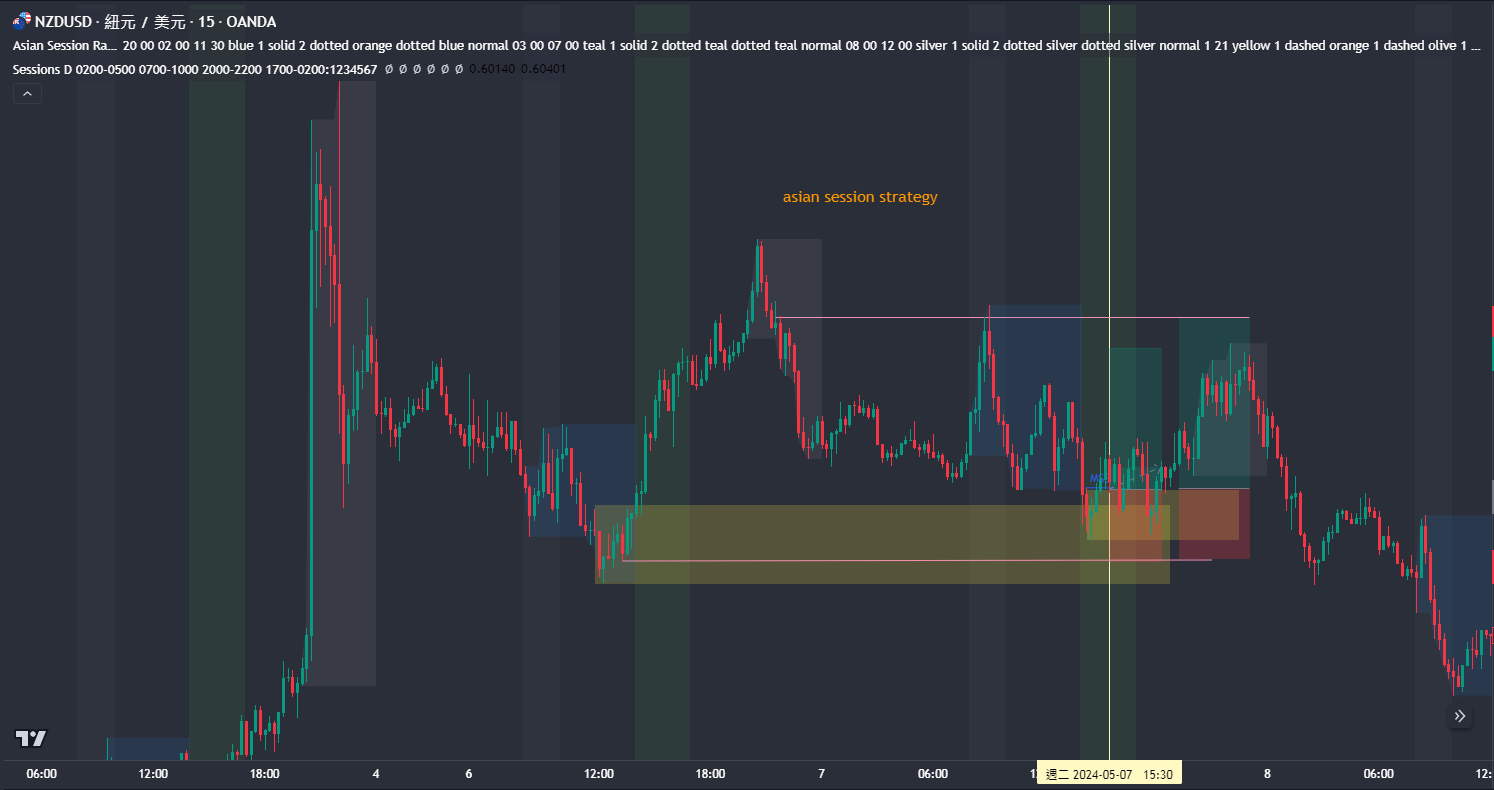 NZDUSD · 紐元 / 美元 · 15 · OANDA
Asian Session Ra... 20 00 02 00 11 30 blue 1 solid 2 dotted orange dotted blue normal 03 00 07 00 teal 1 solid 2 dotted teal dotted teal normal 08 00 12 00 silver 1 solid 2 dotted silver dotted silver normal 1 21 yellow 1 dashed orange 1 dashed olive 1 ...
Sessions D 0200-0500 0700-1000 2000-2200 1700-0200:1234567 Ø Ø Ø Ø Ø Ø 0.60140 0.60401
asian session strategy
06:00 12:00 18:00 4 6 12:00 18:00 7 06:00 週二 2024-05-07 15:30 8 06:00